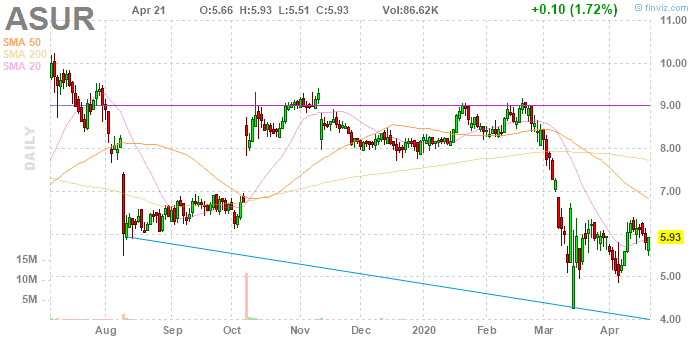 ASUR
Apr 21 O:5.66 H:5.93 L:5.51 C:5.93 Vol:86.62K +0.10 (1.72%)
© finviz.com
SMA 50
SMA 200
SMA 20
DAILY
11.00
10.00
9.00
8.00
7.00
6.00
5.93
5.00
4.00
15M
10M
5M
Aug Sep Oct Nov Dec 2020 Feb Mar Apr